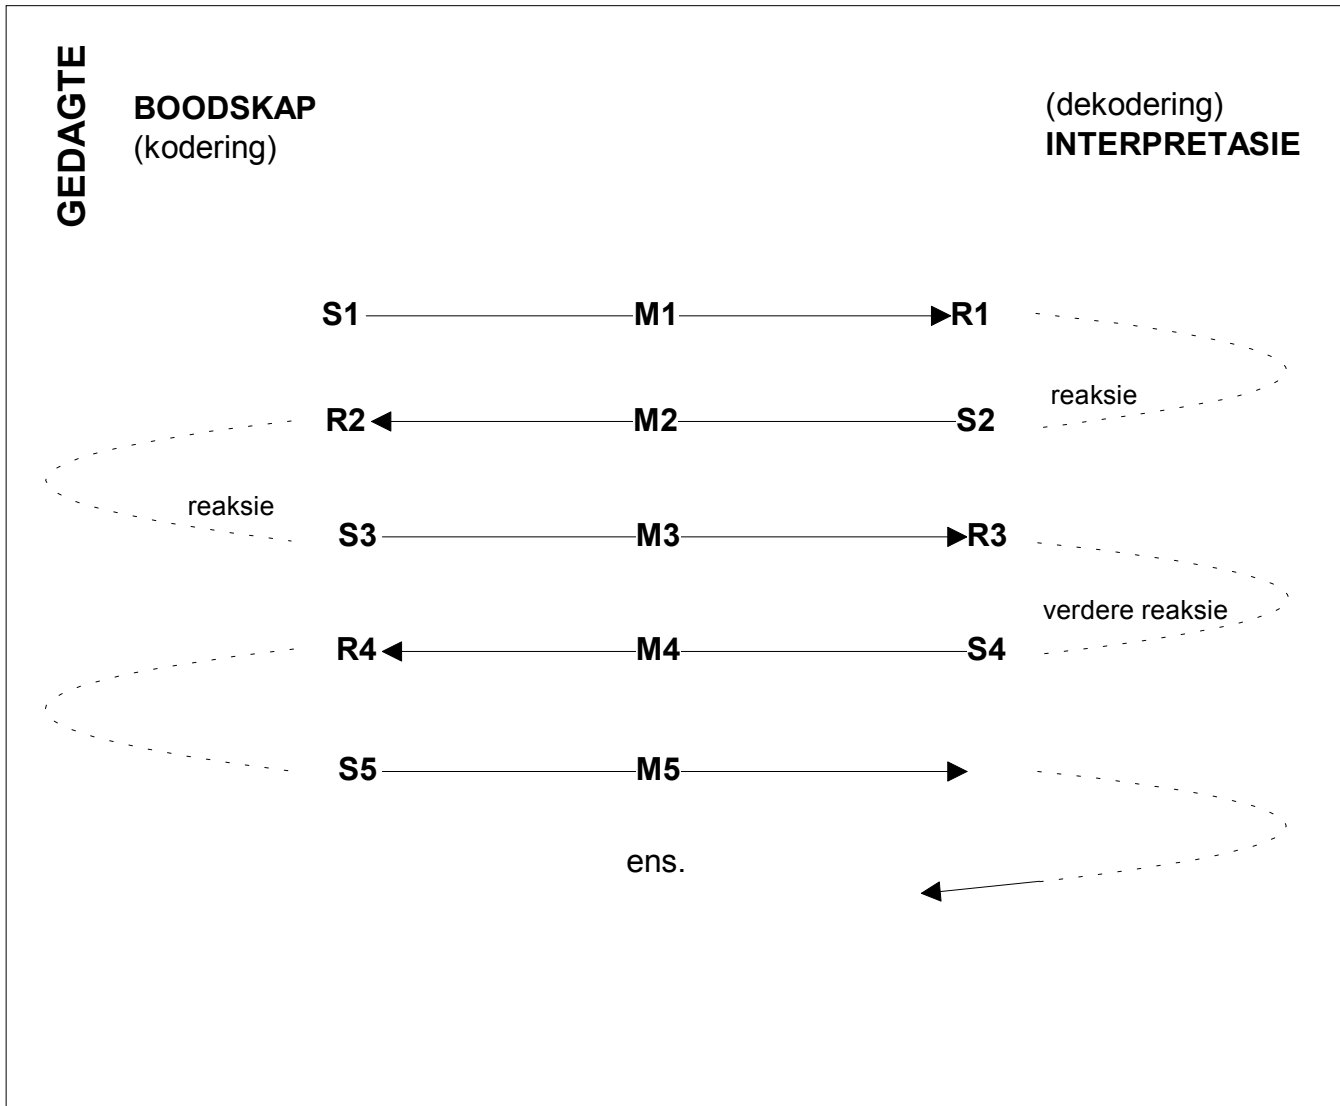 GEDAGTE
BOODSKAP
(kodering)
(dekodering)
INTERPRETASIE
S1 M1 R1
reaksie
R2 M2 S2
reaksie
S3 M3 R3
verdere reaksie
R4 M4 S4
S5 M5
ens.